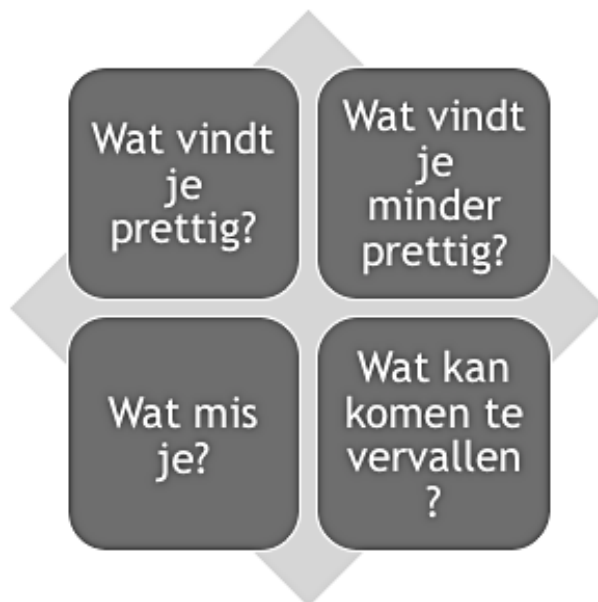 Wat vindt
je
prettig?
Wat vindt
je
minder
prettig?
Wat mis
je?
Wat kan
komen te
vervallen
?